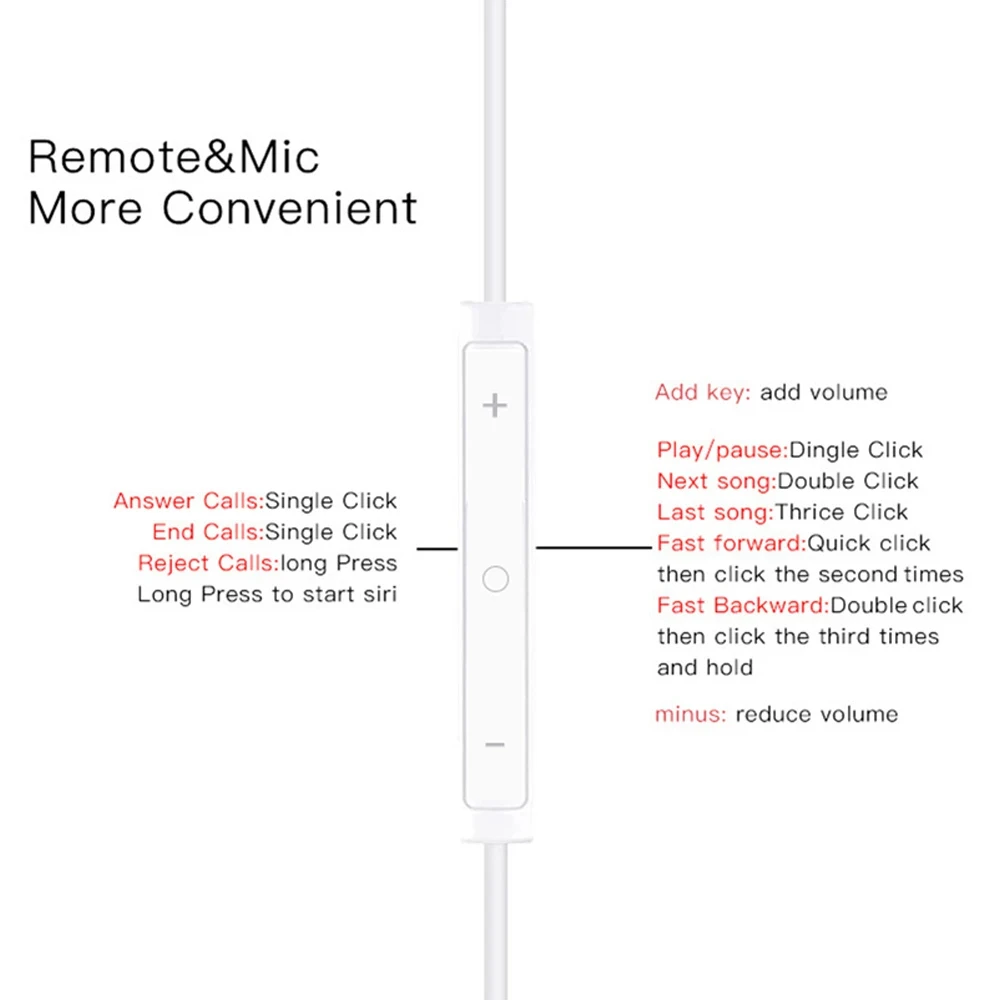 Remote&Mic
More Convenient
Answer Calls:Single Click
End Calls:Single Click
Reject Calls:long Press
Long Press to start siri
+
−
Add key: add volume
Play/pause:Dingle Click
Next song:Double Click
Last song:Thrice Click
Fast forward:Quick click
then click the second times
Fast Backward:Double click
then click the third times
and hold
minus: reduce volume